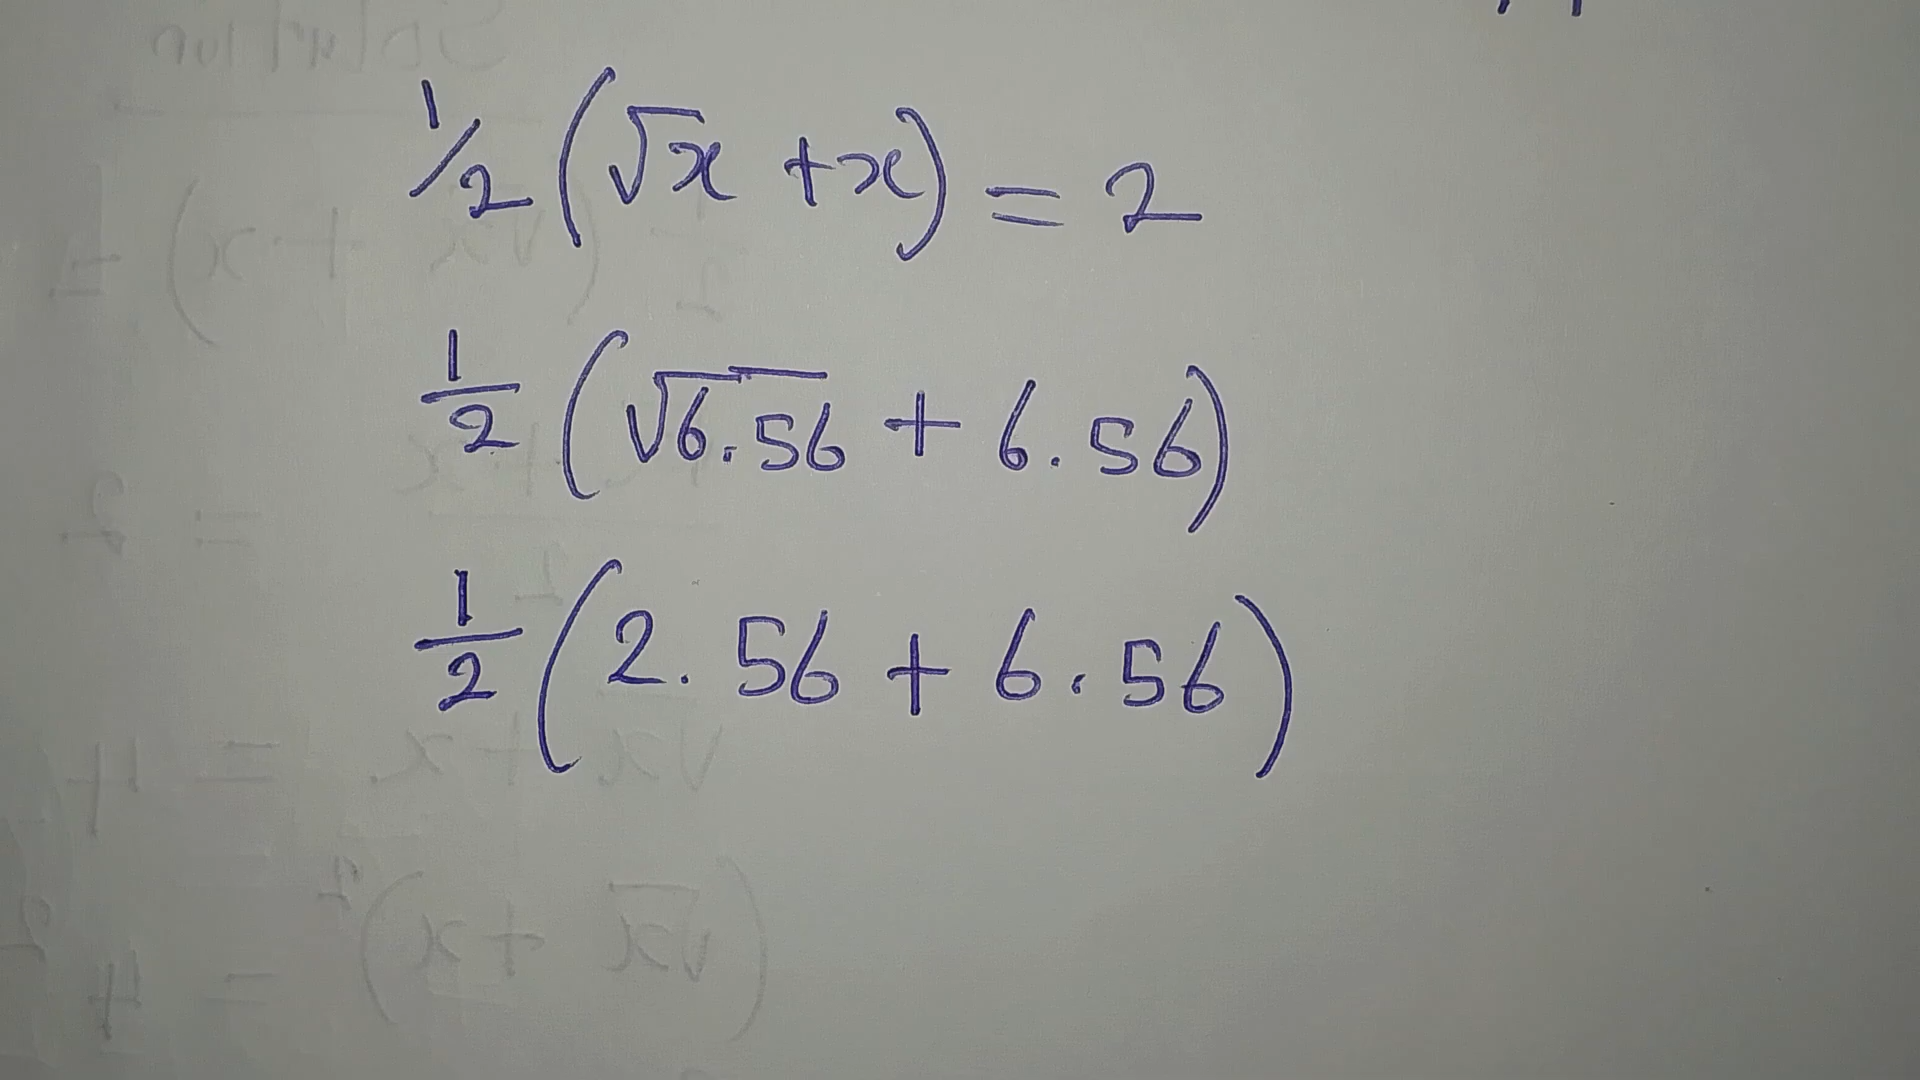 1/2 (√x + x) = 2
1/2 (√6.56 + 6.56)
1/2 (2.56 + 6.56)